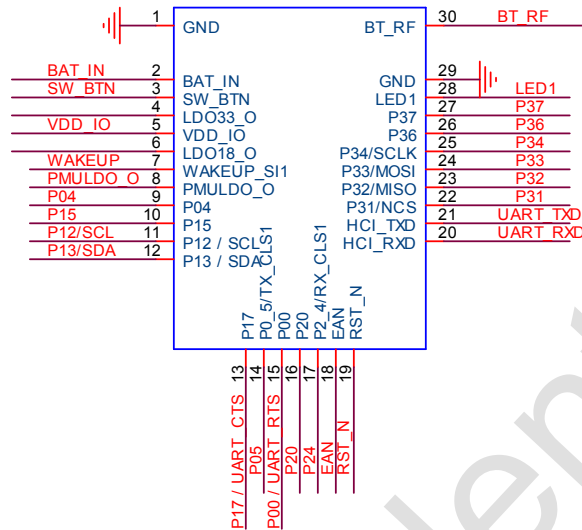 1 GND
BT_RF 30 BT_RF
BAT_IN 2 BAT_IN
GND 29
SW_BTN 3 SW_BTN
LED1 28 LED1
4 LDO33_O
P37 27 P37
VDD_IO 5 VDD_IO
P36 26 P36
6 LDO18_O
P34/SCLK 25 P34
WAKEUP 7 WAKEUP_SI1
P33/MOSI 24 P33
PMULDO_O 8 PMULDO_O
P32/MISO 23 P32
P04 9 P04
P31/NCS 22 P31
P15 10 P15
HCI_TXD 21 UART_TXD
P12/SCL 11 P12 / SCL
HCI_RXD 20 UART_RXD
P13/SDA 12 P13 / SDA
P17 13 P17 / UART_CTS
P0_5/TX_CLS1 14 P05
P00 15 P00 / UART_RTS
P20 16 P20
P2_4/RX_CLS1 17 P24
EAN 18 EAN
RST_N 19 RST_N